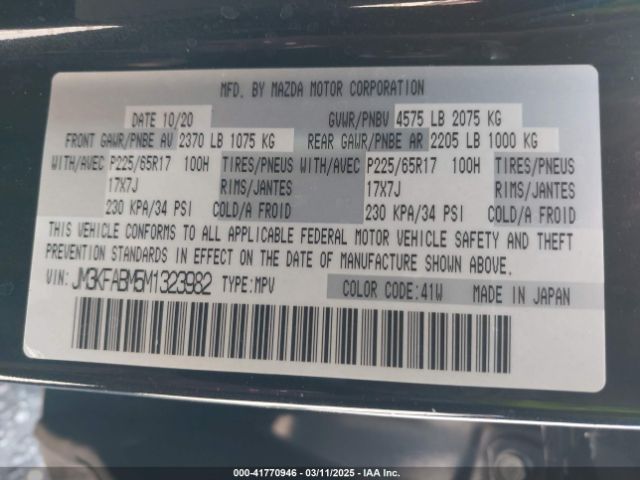 MFD. BY MAZDA MOTOR CORPORATION
DATE 10/20 GVWR/PNBV 4575 LB 2075 KG
FRONT GAWR/PNBE AV 2370 LB 1075 KG REAR GAWR/PNBE AR 2205 LB 1000 KG
WITH/AVEC P225/65R17 100H TIRES/PNEUS WITH/AVEC P225/65R17 100H TIRES/PNEUS
17X7J RIMS/JANTES 17X7J RIMS/JANTES
230 KPA/34 PSI COLD/A FROID 230 KPA/34 PSI COLD/A FROID
THIS VEHICLE CONFORMS TO ALL APPLICABLE FEDERAL MOTOR VEHICLE SAFETY AND THEFT
PREVENTION STANDARDS IN EFFECT ON THE DATE OF MANUFACTURE SHOWN ABOVE.
VIN: JM3KFABM5M1323982 TYPE:MPV COLOR CODE:41W MADE IN JAPAN
000-41770946 - 03/11/2025 - IAAI.COM